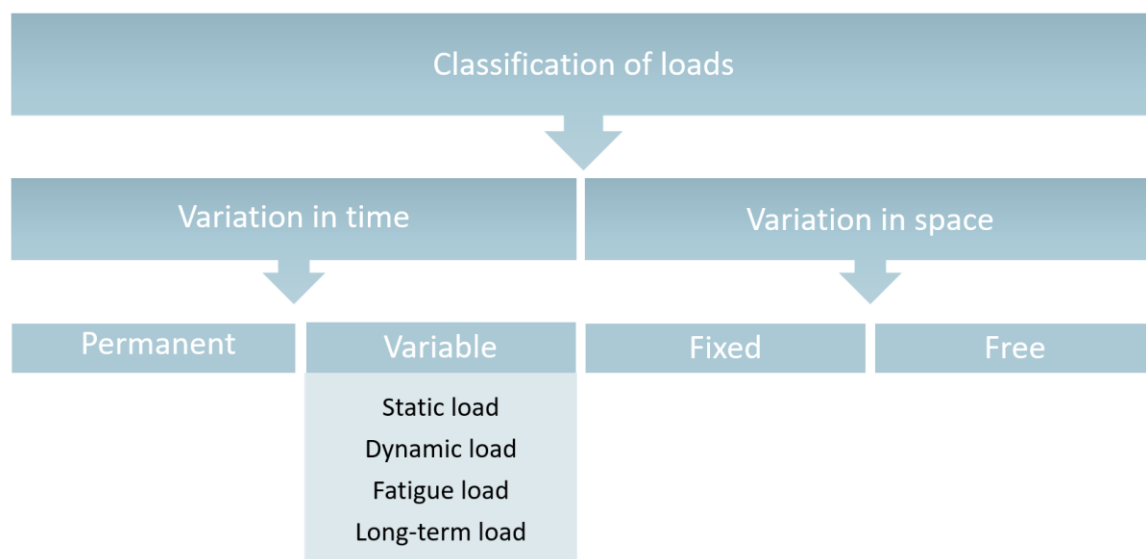 Classification of loads
Variation in time
Variation in space
Permanent
Variable
Fixed
Free
Static load
Dynamic load
Fatigue load
Long-term load